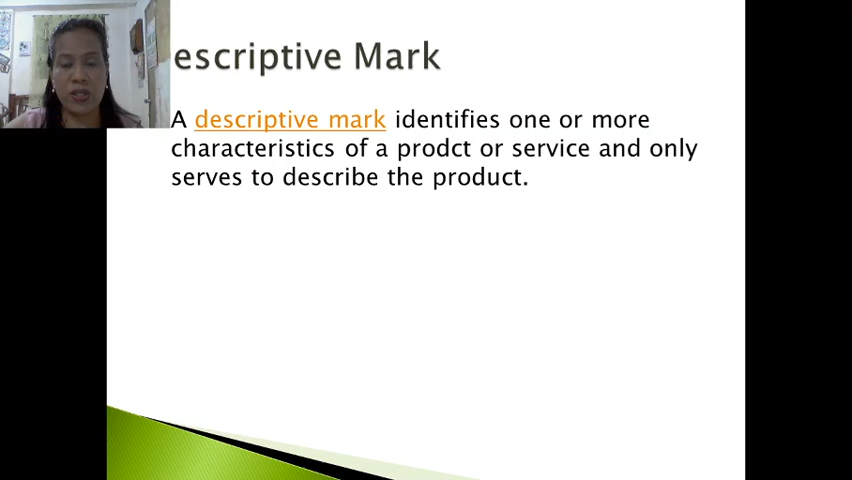 escriptive Mark
A descriptive mark identifies one or more
characteristics of a prodct or service and only
serves to describe the product.